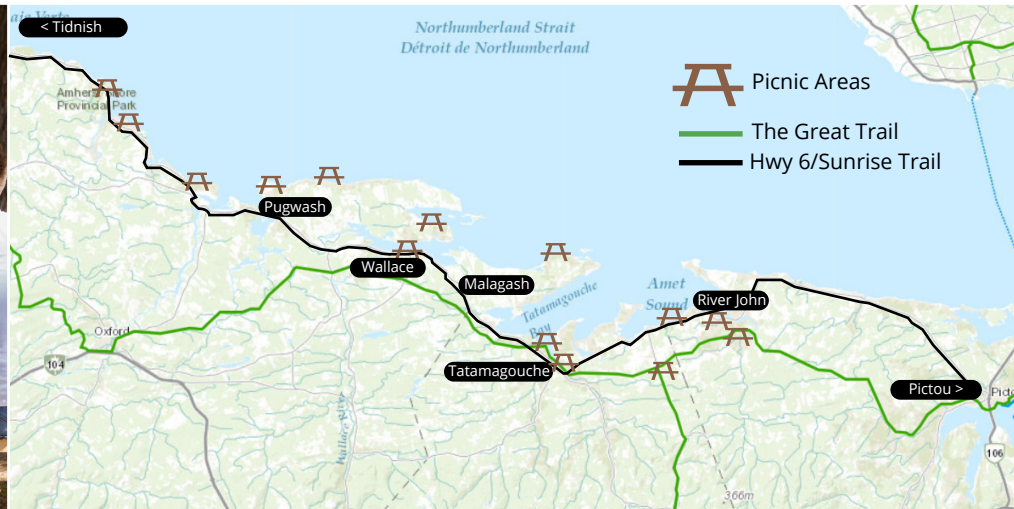 < Tidnish
Northumberland Strait
Détroit de Northumberland
Picnic Areas
Amherst Shore
Provincial Park
The Great Trail
Hwy 6/Sunrise Trail
Pugwash
Wallace
Malagash
Tatamagouche
Bay
Amet
Sound
River John
Oxford
104
Tatamagouche
Pictou >
Wallace River
106
366m